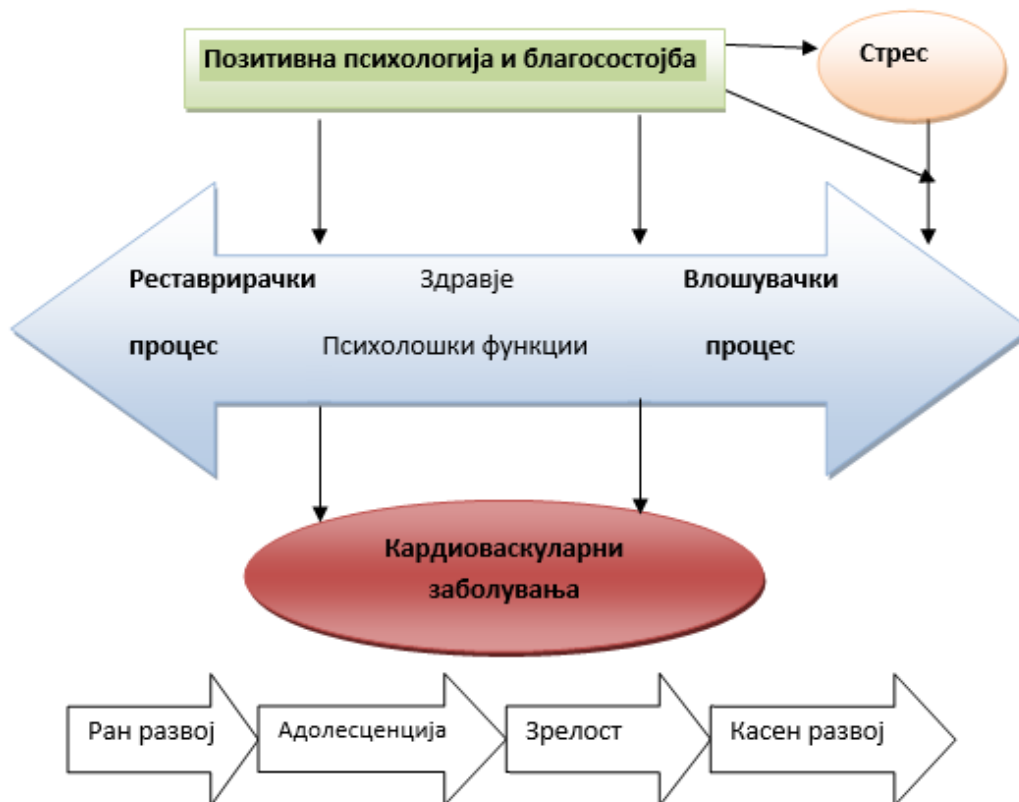 Позитивна психологија и благосостојба
Стрес
Реставрирачки Здравје Влошувачки
процес Психолошки функции процес
Кардиоваскуларни
заболувања
Ран развој Адолесценција Зрелост Касен развој